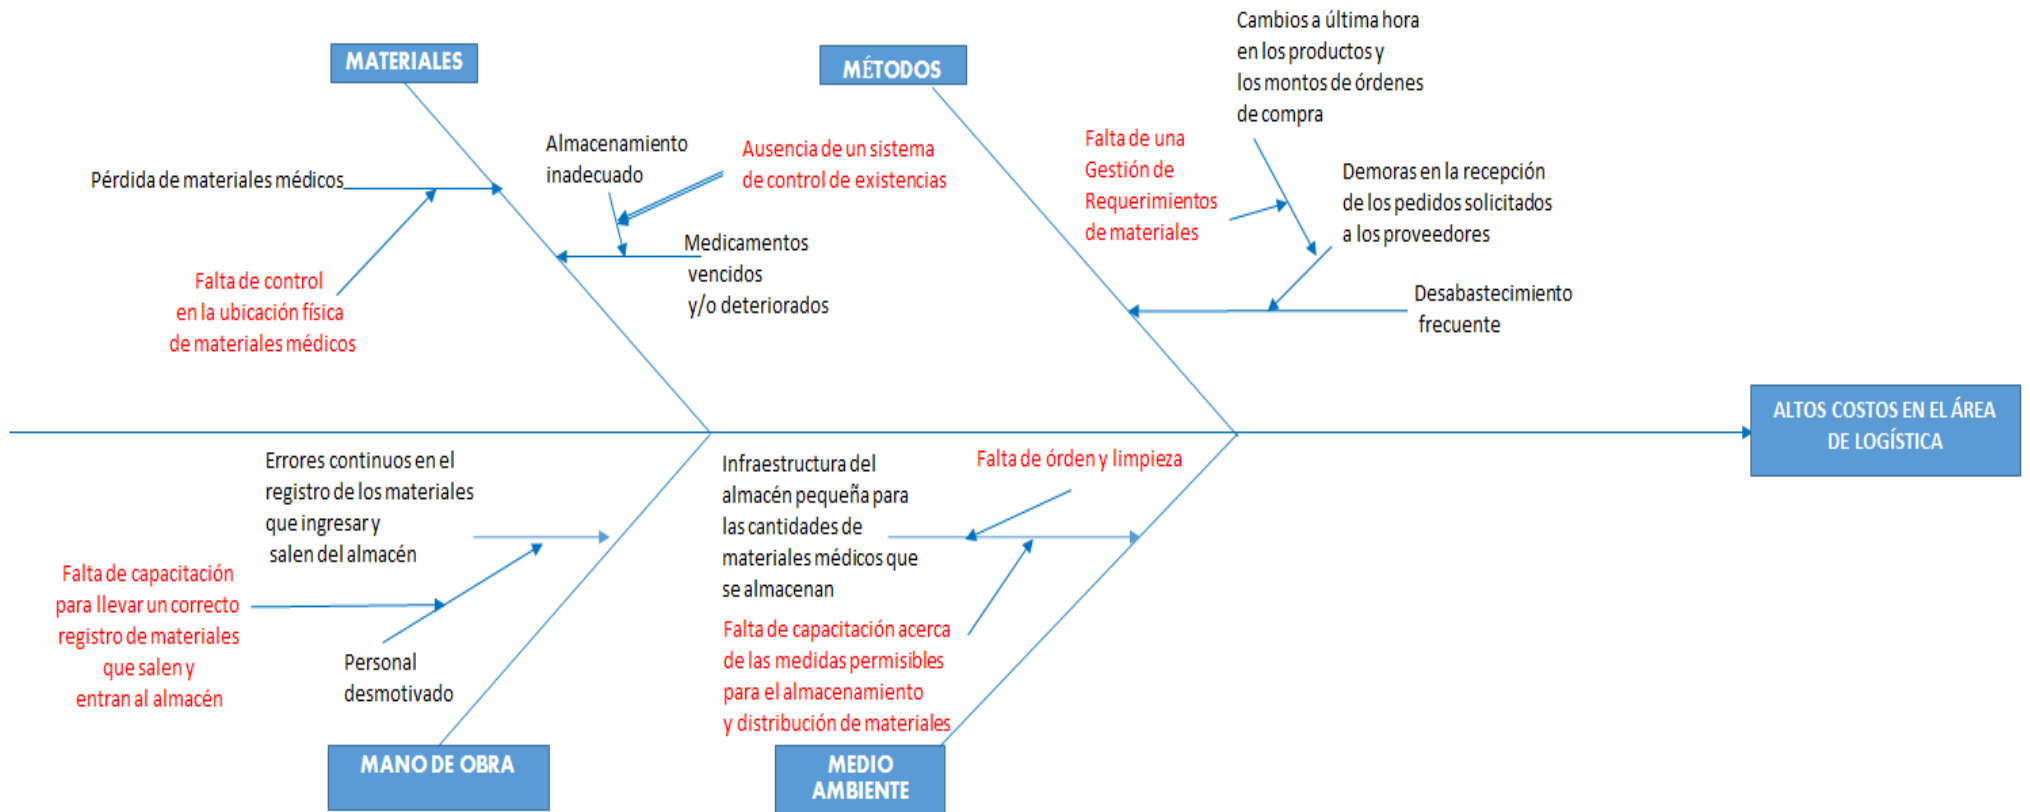 MATERIALES
Pérdida de materiales médicos
Falta de control
en la ubicación física
de materiales médicos
Almacenamiento
inadecuado
Ausencia de un sistema
de control de existencias
Medicamentos
vencidos
y/o deteriorados
MÉTODOS
Cambios a última hora
en los productos y
los montos de órdenes
de compra
Falta de una
Gestión de
Requerimientos
de materiales
Demoras en la recepción
de los pedidos solicitados
a los proveedores
Desabastecimiento
frecuente
ALTOS COSTOS EN EL ÁREA
DE LOGÍSTICA
Errores continuos en el
registro de los materiales
que ingresar y
salen del almacén
Falta de capacitación
para llevar un correcto
registro de materiales
que salen y
entran al almacén
Personal
desmotivado
MANO DE OBRA
Infraestructura del
almacén pequeña para
las cantidades de
materiales médicos que
se almacenan
Falta de órden y limpieza
Falta de capacitación acerca
de las medidas permisibles
para el almacenamiento
y distribución de materiales
MEDIO
AMBIENTE